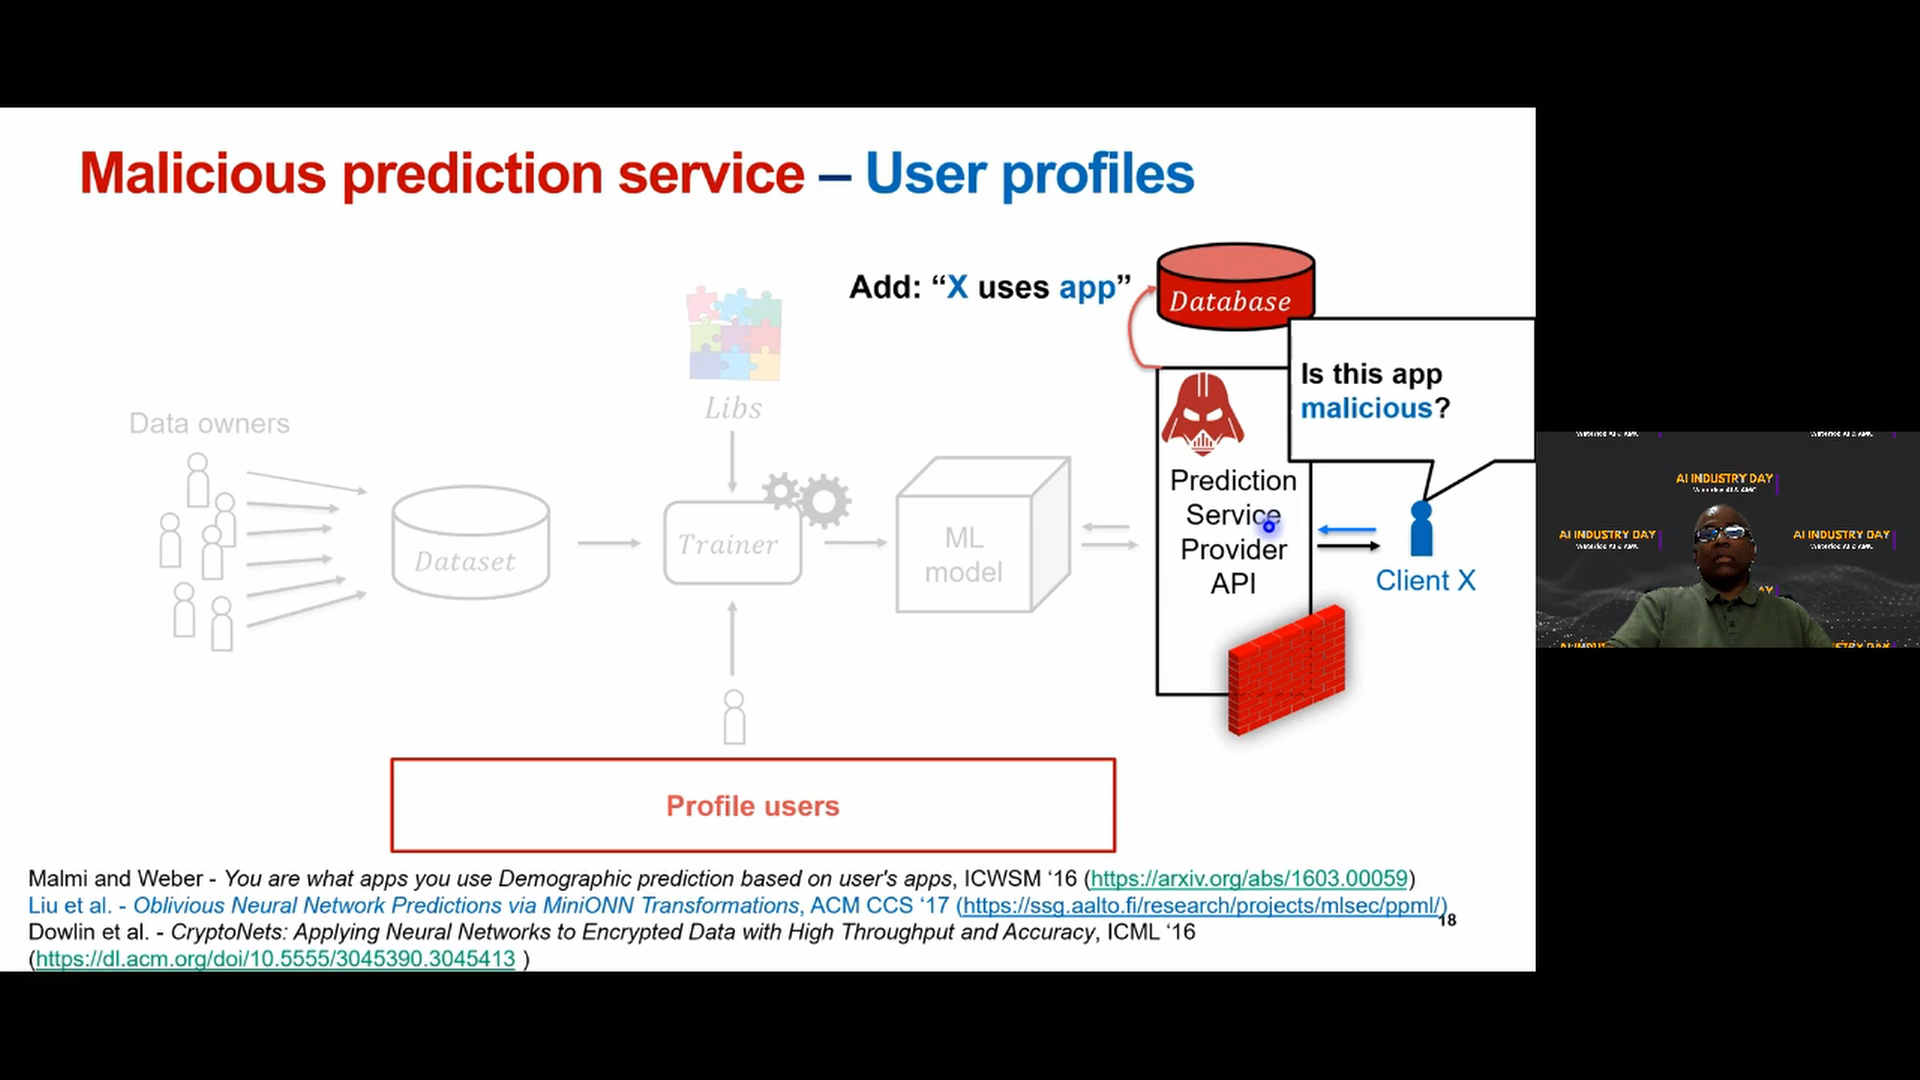 Malicious prediction service – User profiles
Add: “X uses app”
Database
Is this app
malicious?
Libs
Data owners
Prediction
Service
Provider
API
Dataset
Trainer
ML
model
Client X
Profile users
Malmi and Weber - You are what apps you use Demographic prediction based on user's apps, ICWSM ‘16 (https://arxiv.org/abs/1603.00059)
Liu et al. - Oblivious Neural Network Predictions via MiniONN Transformations, ACM CCS ‘17 (https://ssg.aalto.fi/research/projects/mlsec/ppml/)
18
Dowlin et al. - CryptoNets: Applying Neural Networks to Encrypted Data with High Throughput and Accuracy, ICML ‘16
(https://dl.acm.org/doi/10.5555/3045390.3045413 )
AI INDUSTRY DAY
AI INDUSTRY DAY
AI INDUSTRY DAY